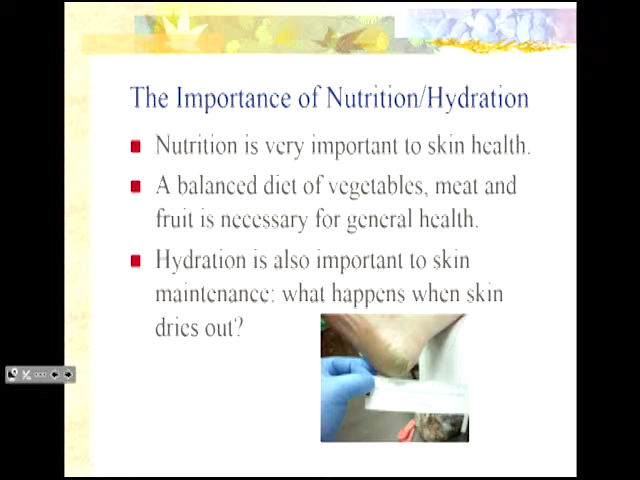 The Importance of Nutrition/Hydration
Nutrition is very important to skin health.
A balanced diet of vegetables, meat and
fruit is necessary for general health.
Hydration is also important to skin
maintenance: what happens when skin
dries out?